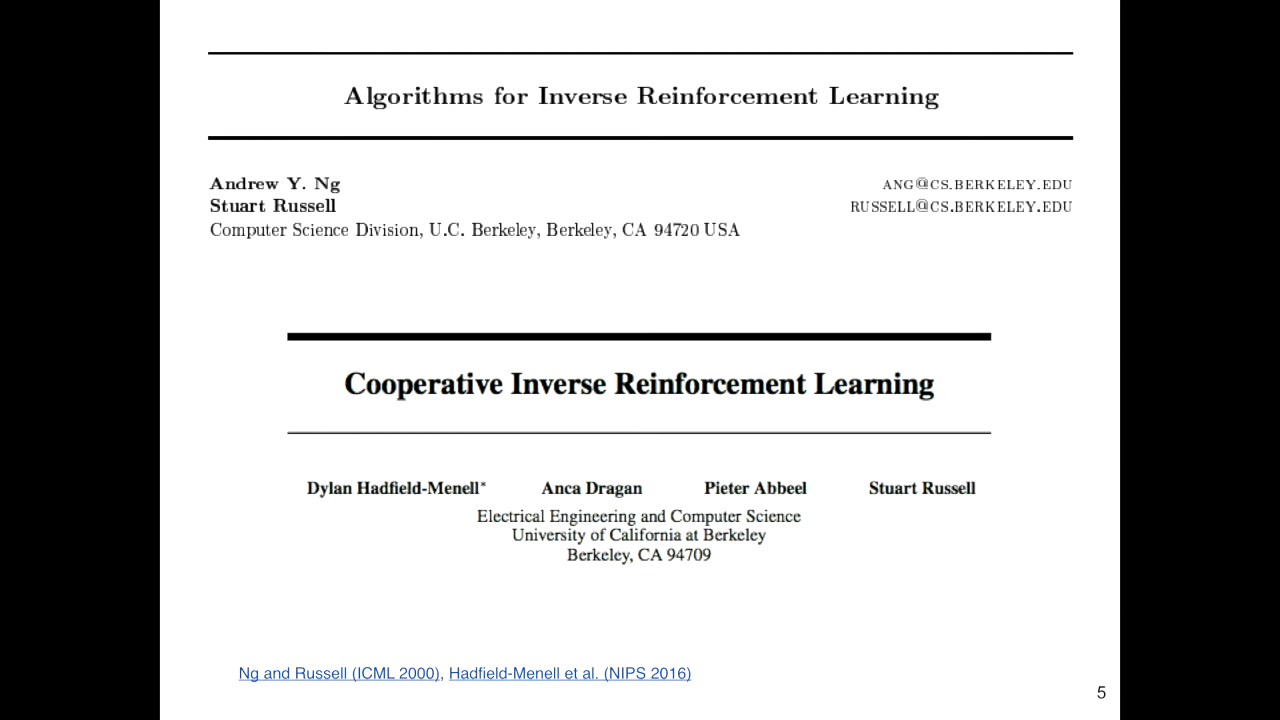 Algorithms for Inverse Reinforcement Learning
Andrew Y. Ng ANG@CS.BERKELEY.EDU
Stuart Russell RUSSELL@CS.BERKELEY.EDU
Computer Science Division, U.C. Berkeley, Berkeley, CA 94720 USA
Cooperative Inverse Reinforcement Learning
Dylan Hadfield-Menell* Anca Dragan Pieter Abbeel Stuart Russell
Electrical Engineering and Computer Science
University of California at Berkeley
Berkeley, CA 94709
Ng and Russell (ICML 2000), Hadfield-Menell et al. (NIPS 2016)
5